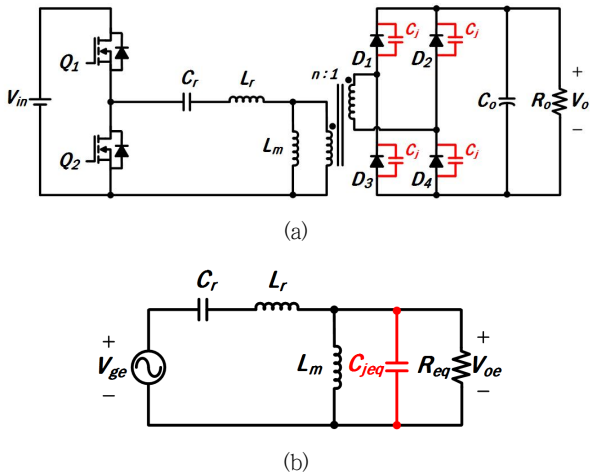 Q1
Q2
Vin
Cr
Lr
Lm
n:1
D1
Cj
D2
Cj
D3
Cj
D4
Cj
Co
Ro
+
Vo
−
(a)
Cr
Lr
+
Vge
−
Lm
Cjeq
Req
+
Voe
−
(b)